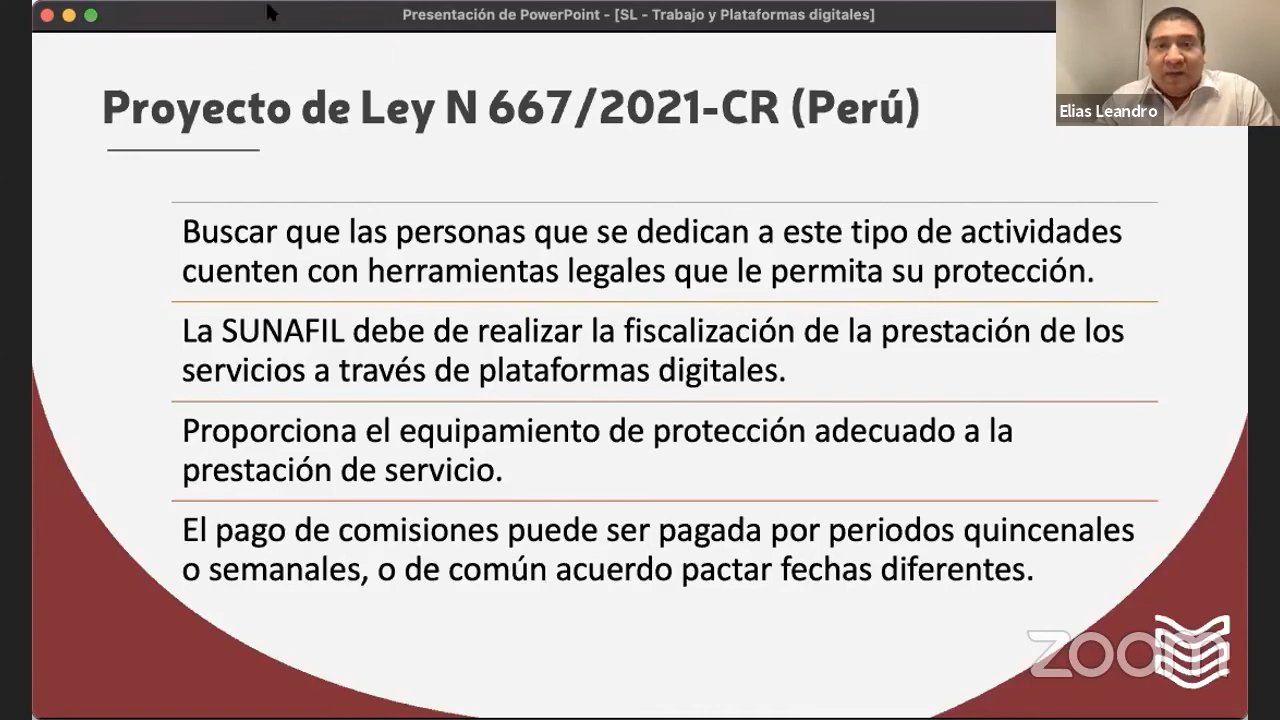 Presentación de PowerPoint - [SL - Trabajo y Plataformas digitales]
Elias Leandro
Proyecto de Ley N 667/2021-CR (Perú)
Buscar que las personas que se dedican a este tipo de actividades
cuenten con herramientas legales que le permita su protección.
La SUNAFIL debe de realizar la fiscalización de la prestación de los
servicios a través de plataformas digitales.
Proporciona el equipamiento de protección adecuado a la
prestación de servicio.
El pago de comisiones puede ser pagada por periodos quincenales
o semanales, o de común acuerdo pactar fechas diferentes.
zoom